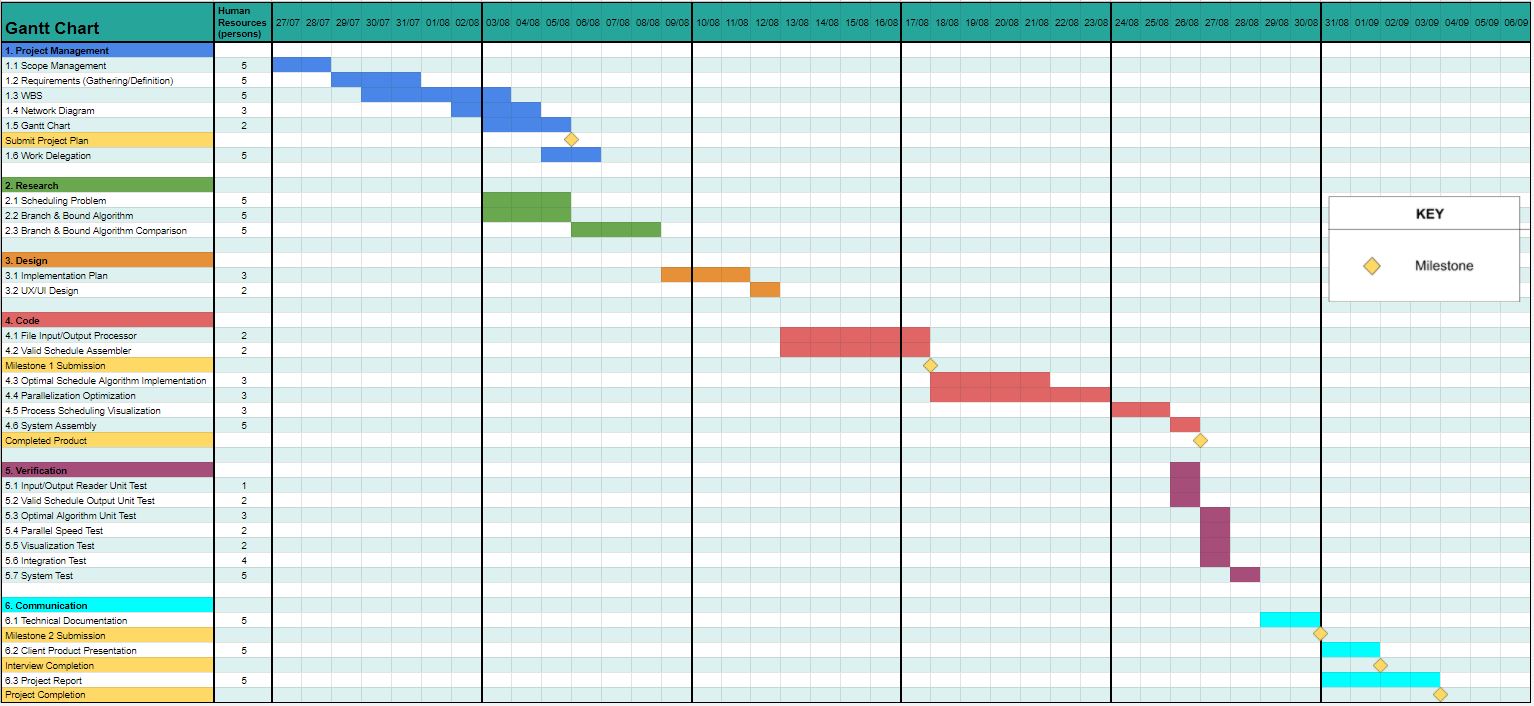 Gantt Chart
Human Resources (persons)
27/07 28/07 29/07 30/07 31/07 01/08 02/08 03/08 04/08 05/08 06/08 07/08 08/08 09/08 10/08 11/08 12/08 13/08 14/08 15/08 16/08 17/08 18/08 19/08 20/08 21/08 22/08 23/08 24/08 25/08 26/08 27/08 28/08 29/08 30/08 31/08 01/09 02/09 03/09 04/09 05/09 06/09
1. Project Management
1.1 Scope Management 5
1.2 Requirements (Gathering/Definition) 5
1.3 WBS 5
1.4 Network Diagram 3
1.5 Gantt Chart 2
Submit Project Plan
1.6 Work Delegation 5
2. Research
2.1 Scheduling Problem 5
2.2 Branch & Bound Algorithm 5
2.3 Branch & Bound Algorithm Comparison 5
KEY
Milestone
3. Design
3.1 Implementation Plan 3
3.2 UX/UI Design 2
4. Code
4.1 File Input/Output Processor 2
4.2 Valid Schedule Assembler 2
Milestone 1 Submission
4.3 Optimal Schedule Algorithm Implementation 3
4.4 Parallelization Optimization 3
4.5 Process Scheduling Visualization 3
4.6 System Assembly 5
Completed Product
5. Verification
5.1 Input/Output Reader Unit Test 1
5.2 Valid Schedule Output Unit Test 2
5.3 Optimal Algorithm Unit Test 3
5.4 Parallel Speed Test 2
5.5 Visualization Test 2
5.6 Integration Test 4
5.7 System Test 5
6. Communication
6.1 Technical Documentation 5
Milestone 2 Submission
6.2 Client Product Presentation 5
Interview Completion
6.3 Project Report 5
Project Completion